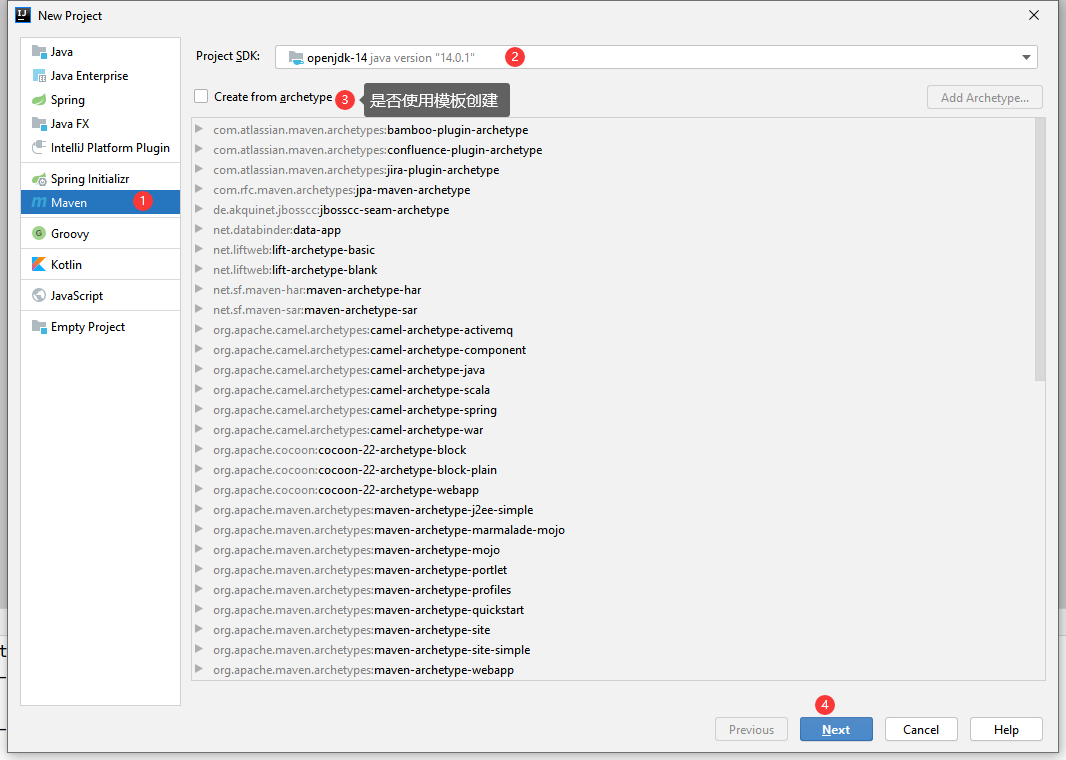 New Project
Java
Java Enterprise
Spring
Java FX
IntelliJ Platform Plugin
Spring Initializr
Maven 1
Groovy
Kotlin
JavaScript
Empty Project
Project SDK: openjdk-14 java version "14.0.1" 2
Create from archetype 3 是否使用模板创建 Add Archetype...
com.atlassian.maven.archetypes:bamboo-plugin-archetype
com.atlassian.maven.archetypes:confluence-plugin-archetype
com.atlassian.maven.archetypes:jira-plugin-archetype
com.rfc.maven.archetypes:jpa-maven-archetype
de.akquinet.jbosscc:jbosscc-seam-archetype
net.databinder:data-app
net.liftweb:lift-archetype-basic
net.liftweb:lift-archetype-blank
net.sf.maven-har:maven-archetype-har
net.sf.maven-sar:maven-archetype-sar
org.apache.camel.archetypes:camel-archetype-activemq
org.apache.camel.archetypes:camel-archetype-component
org.apache.camel.archetypes:camel-archetype-java
org.apache.camel.archetypes:camel-archetype-scala
org.apache.camel.archetypes:camel-archetype-spring
org.apache.camel.archetypes:camel-archetype-war
org.apache.cocoon:cocoon-22-archetype-block
org.apache.cocoon:cocoon-22-archetype-block-plain
org.apache.cocoon:cocoon-22-archetype-webapp
org.apache.maven.archetypes:maven-archetype-j2ee-simple
org.apache.maven.archetypes:maven-archetype-marmalade-mojo
org.apache.maven.archetypes:maven-archetype-mojo
org.apache.maven.archetypes:maven-archetype-portlet
org.apache.maven.archetypes:maven-archetype-profiles
org.apache.maven.archetypes:maven-archetype-quickstart
org.apache.maven.archetypes:maven-archetype-site
org.apache.maven.archetypes:maven-archetype-site-simple
org.apache.maven.archetypes:maven-archetype-webapp
4
Previous Next Cancel Help